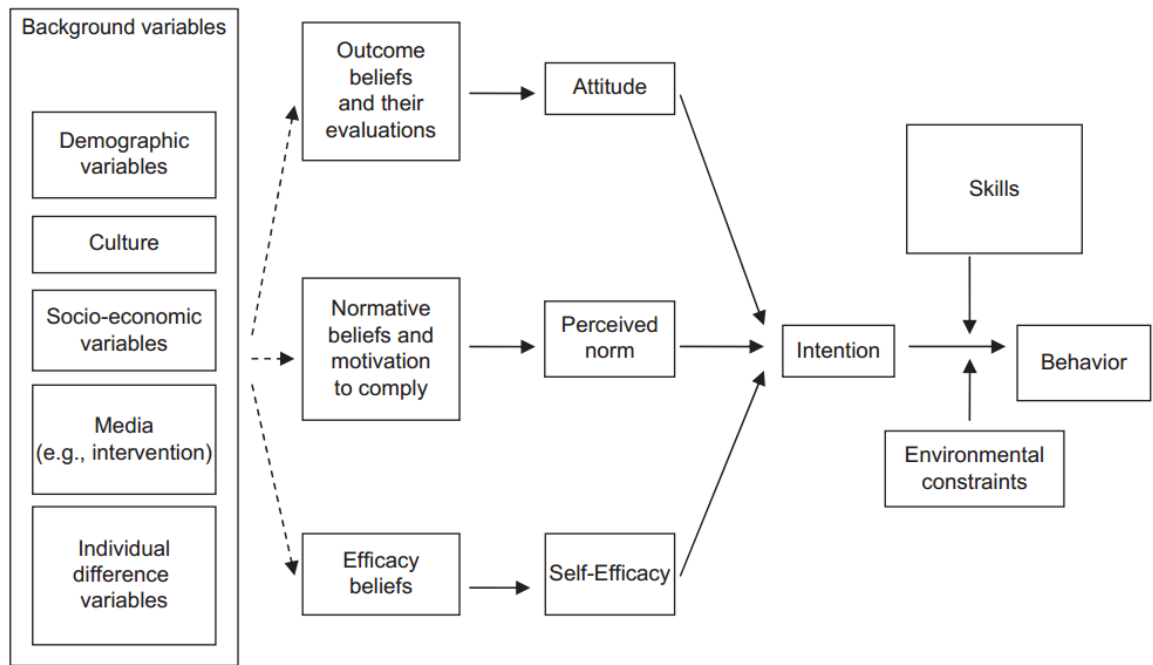 Background variables
Demographic
variables
Culture
Socio-economic
variables
Media
(e.g., intervention)
Individual
difference
variables
Outcome
beliefs
and their
evaluations
Normative
beliefs and
motivation
to comply
Efficacy
beliefs
Attitude
Perceived
norm
Self-Efficacy
Intention
Skills
Environmental
constraints
Behavior